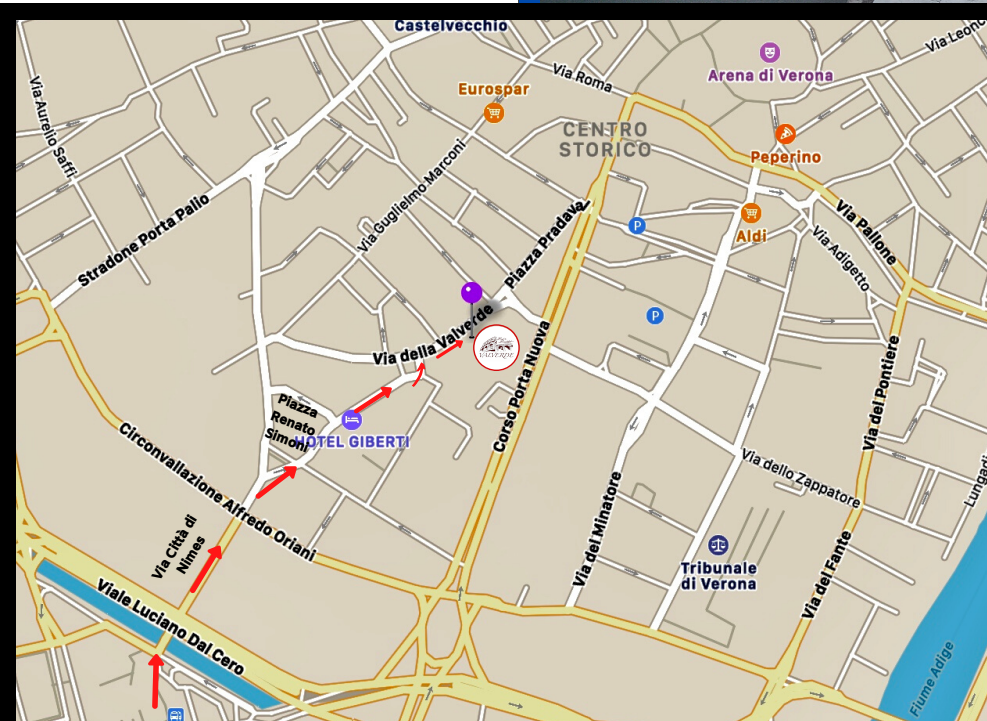 Castelvecchio
Via Leonc
Via Roma
Arena di Verona
Via Aurelio Saffi
Eurospar
CENTRO
STORICO
Peperino
Via Guglielmo Marconi
Stradone Porta Palio
Piazza Pradaval
P
Aldi
Via Pallone
Via Adigetto
P
Via della Valverde
VALVERDE
Corso Porta Nuova
Via del Pontiere
Piazza
Renato
Simoni
HOTEL GIBERTI
Circonvallazione Alfredo Oriani
Via dello Zappatore
Lungadi
Via Città di
Nimes
Via del Minatore
Tribunale
di Verona
Via del Fante
Viale Luciano Dal Cero
Fiume Adige